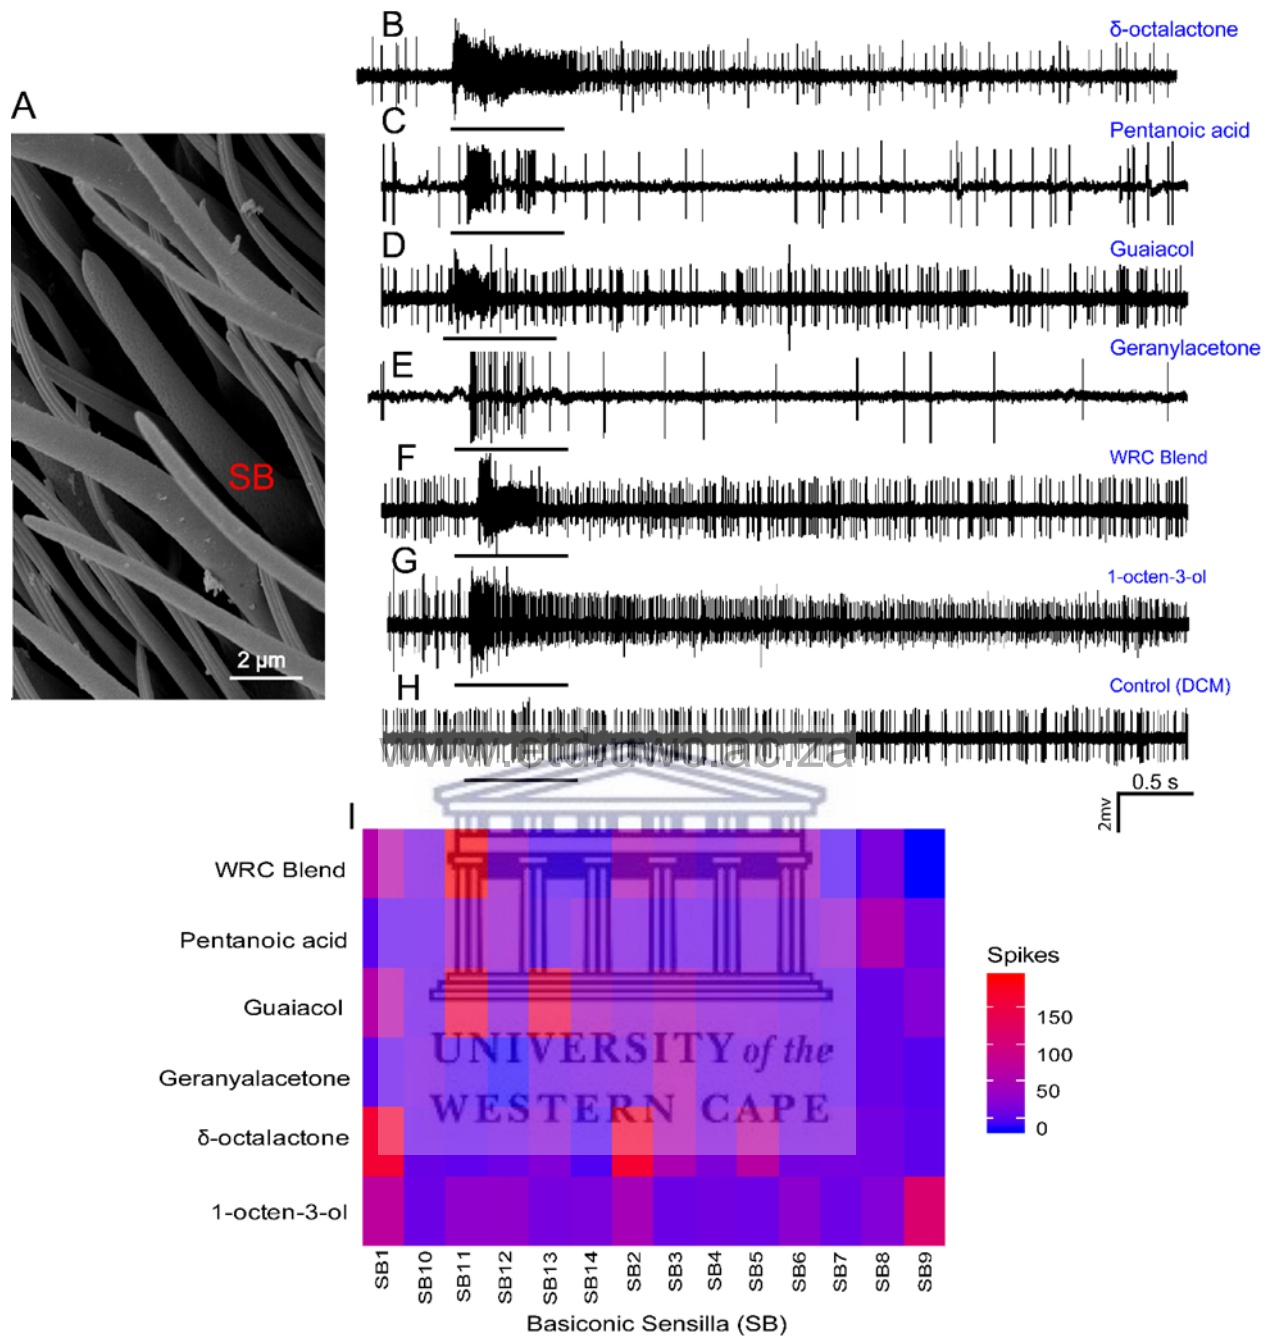 A
SB
2 µm
B
δ-octalactone
C
Pentanoic acid
D
Guaiacol
E
Geranylacetone
F
WRC Blend
G
1-octen-3-ol
H
Control (DCM)
www.etd.uwc.ac.za
0.5 s
2mv
I
WRC Blend
Pentanoic acid
Guaiacol
Geranyalacetone
δ-octalactone
1-octen-3-ol
UNIVERSITY of the
WESTERN CAPE
Spikes
150
100
50
0
SB1 SB10 SB11 SB12 SB13 SB14 SB2 SB3 SB4 SB5 SB6 SB7 SB8 SB9
Basiconic Sensilla (SB)